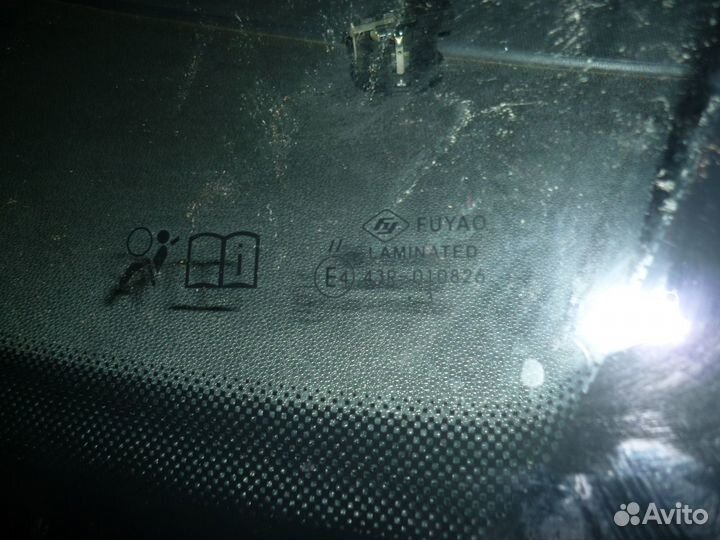 FUYAO
// LAMINATED
E4 43R-010826
i
Avito